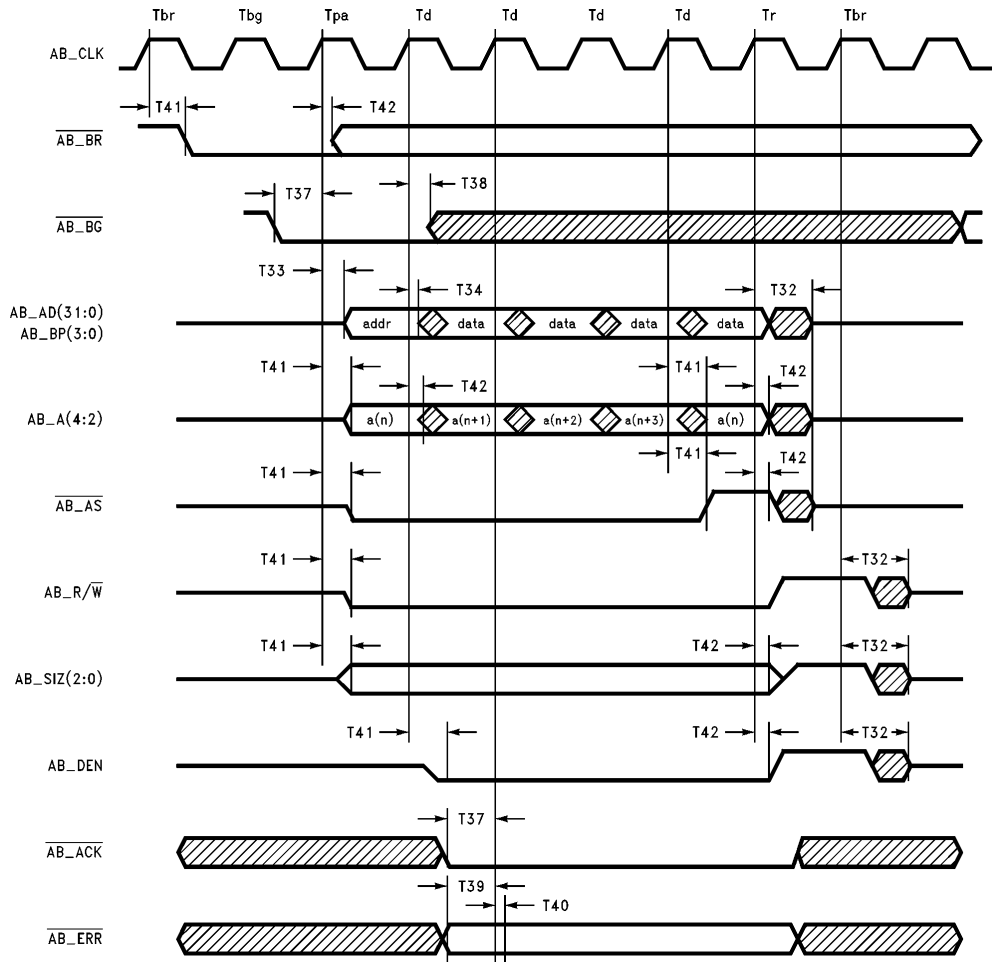 Tbr Tbg Tpa Td Td Td Td Tr Tbr
AB_CLK
T41 T42
AB_BR
T37 T38
AB_BG
T33
T34 T32
AB_AD(31:0)
AB_BP(3:0)
addr data data data data
T41 T42 T41 T42
AB_A(4:2)
a(n) a(n+1) a(n+2) a(n+3) a(n)
T41 T41 T42
AB_AS
T41 T32
AB_R/W
T41 T42 T32
AB_SIZ(2:0)
T41 T42 T32
AB_DEN
T37
AB_ACK
T39
T40
AB_ERR